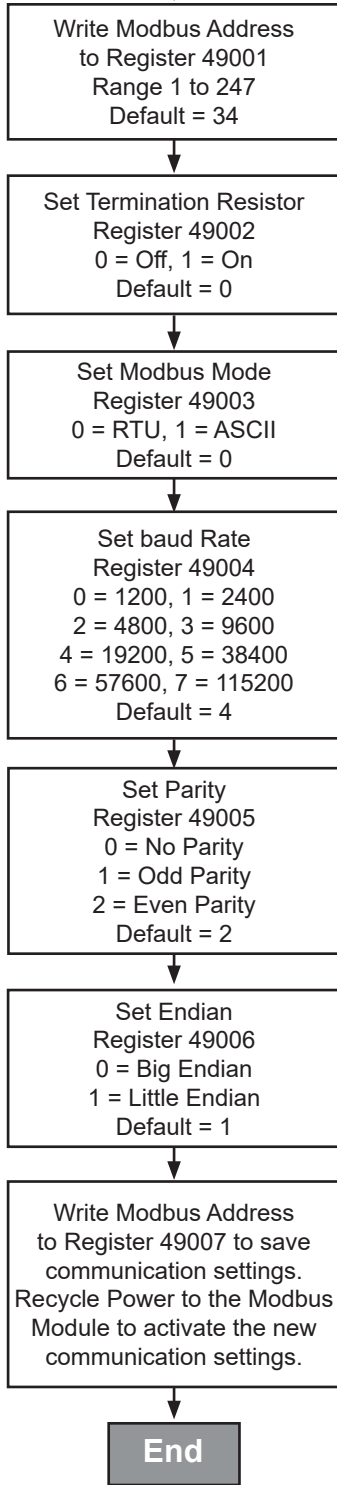 Write Modbus Address
to Register 49001
Range 1 to 247
Default = 34
Set Termination Resistor
Register 49002
0 = Off, 1 = On
Default = 0
Set Modbus Mode
Register 49003
0 = RTU, 1 = ASCII
Default = 0
Set baud Rate
Register 49004
0 = 1200, 1 = 2400
2 = 4800, 3 = 9600
4 = 19200, 5 = 38400
6 = 57600, 7 = 115200
Default = 4
Set Parity
Register 49005
0 = No Parity
1 = Odd Parity
2 = Even Parity
Default = 2
Set Endian
Register 49006
0 = Big Endian
1 = Little Endian
Default = 1
Write Modbus Address
to Register 49007 to save
communication settings.
Recycle Power to the Modbus
Module to activate the new
communication settings.
End